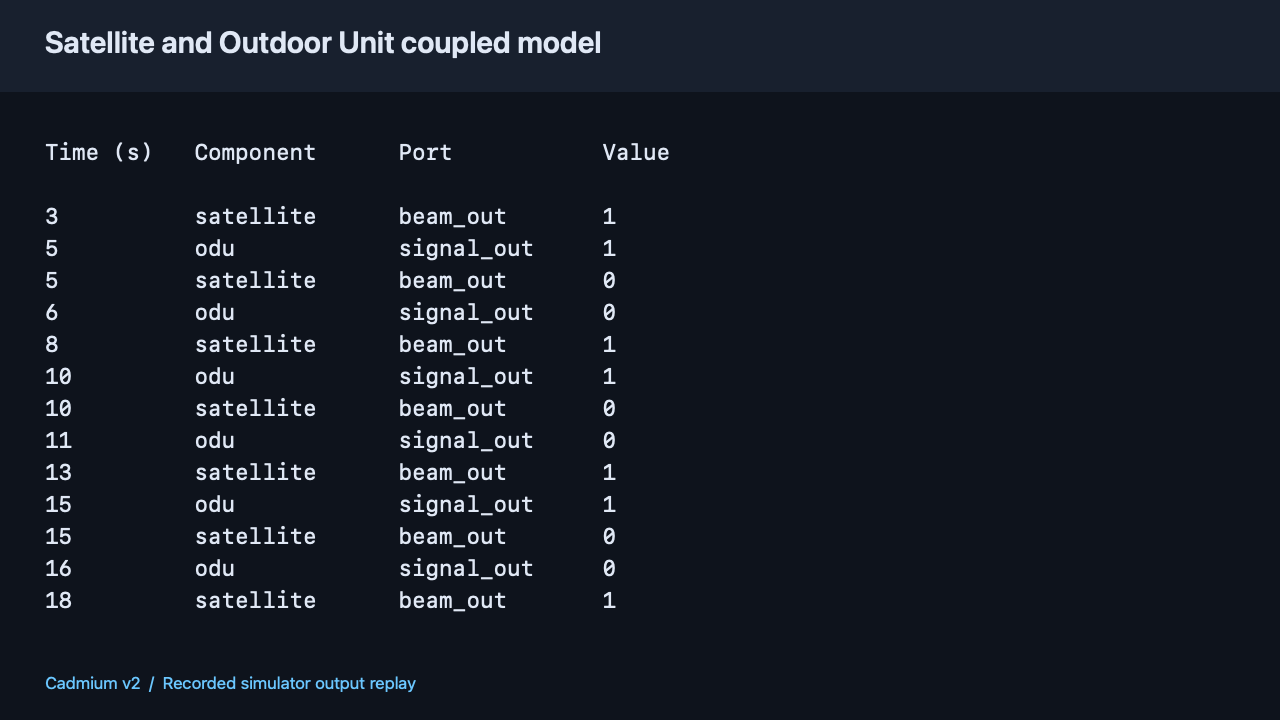 Satellite and Outdoor Unit coupled model
Time (s) Component Port Value
3 satellite beam_out 1
5 odu signal_out 1
5 satellite beam_out 0
6 odu signal_out 0
8 satellite beam_out 1
10 odu signal_out 1
10 satellite beam_out 0
11 odu signal_out 0
13 satellite beam_out 1
15 odu signal_out 1
15 satellite beam_out 0
16 odu signal_out 0
18 satellite beam_out 1
Cadmium v2 / Recorded simulator output replay